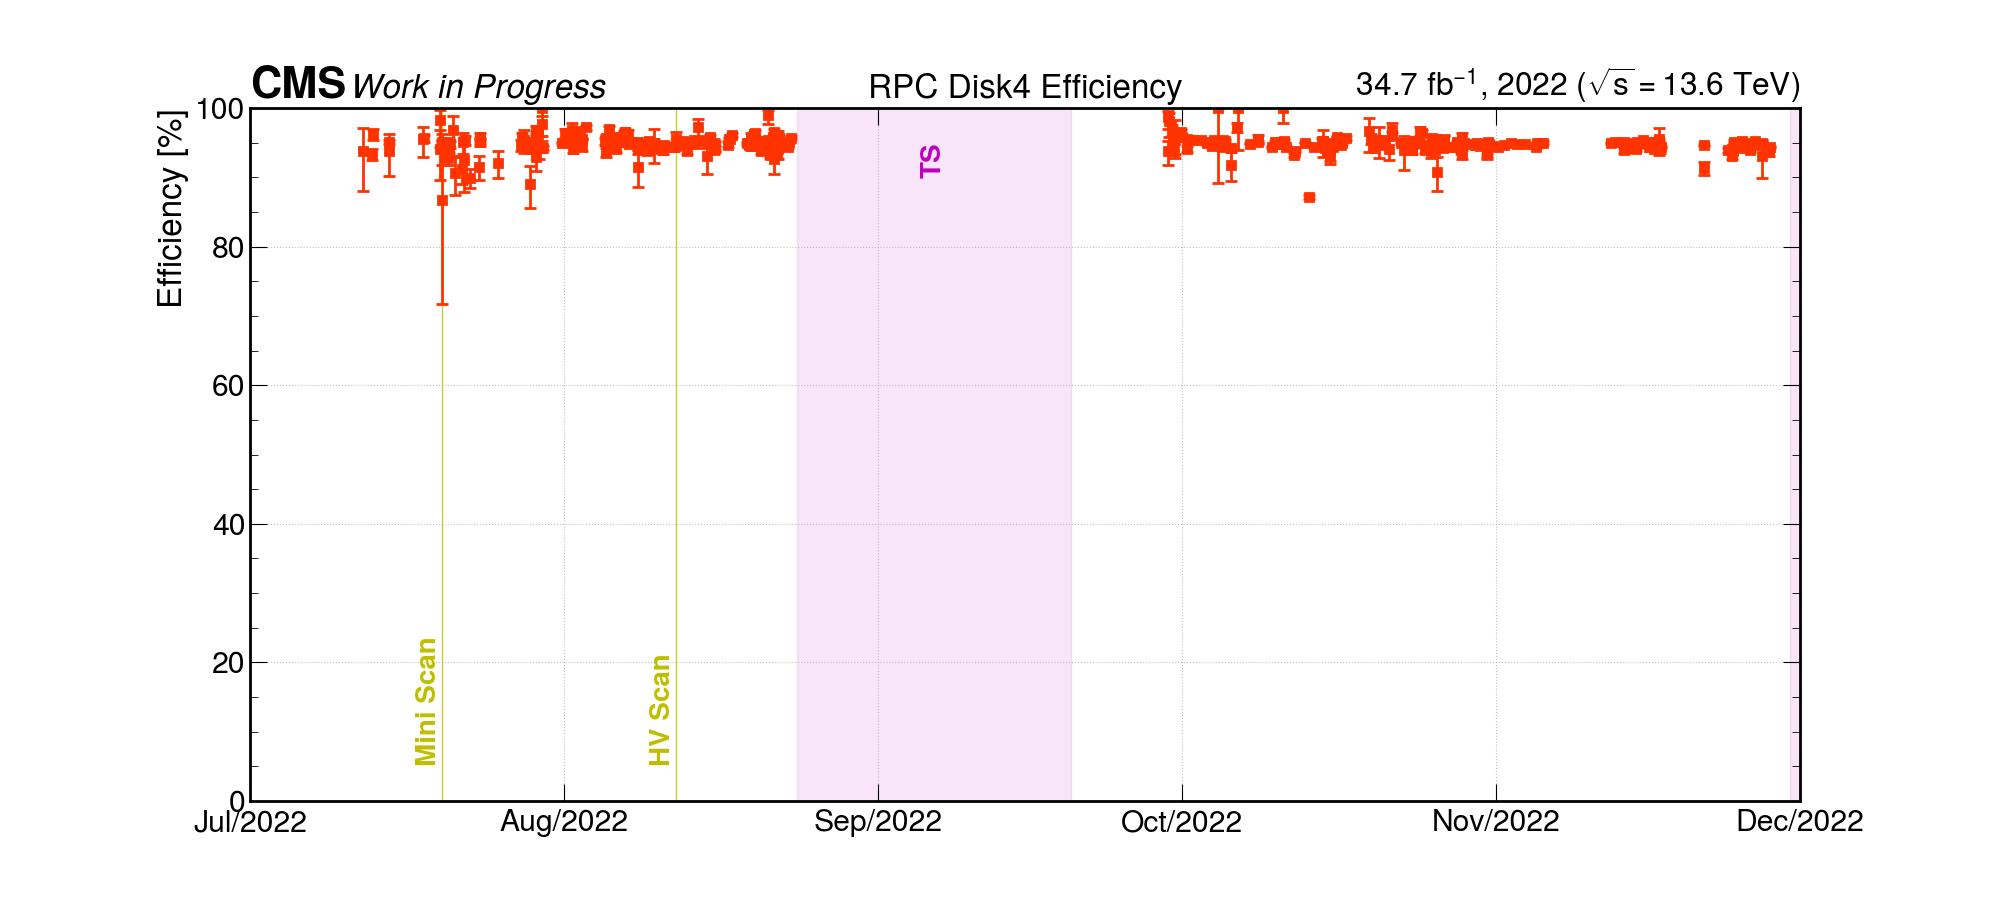 CMS Work in Progress RPC Disk4 Efficiency 34.7 fb⁻¹, 2022 (√s = 13.6 TeV)
Efficiency [%]
100
80
60
40
20
0
Mini Scan
HV Scan
TS
Jul/2022 Aug/2022 Sep/2022 Oct/2022 Nov/2022 Dec/2022